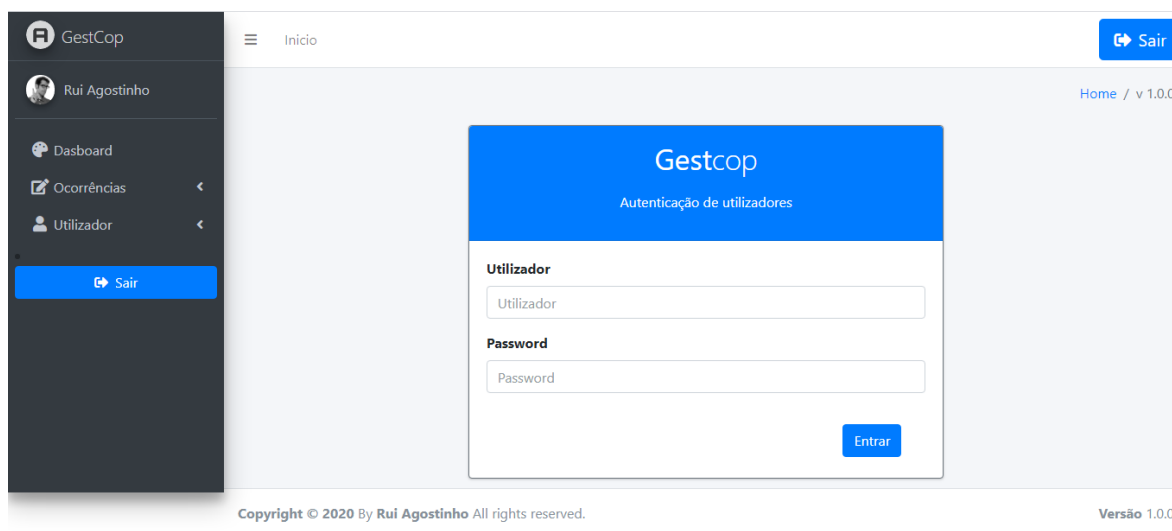 GestCop
Inicio
Sair
Rui Agostinho
Home / v 1.0.0
Dasboard
Ocorrências
Utilizador
Sair
Gestcop
Autenticação de utilizadores
Utilizador
Utilizador
Password
Password
Entrar
Copyright © 2020 By Rui Agostinho All rights reserved.
Versão 1.0.0